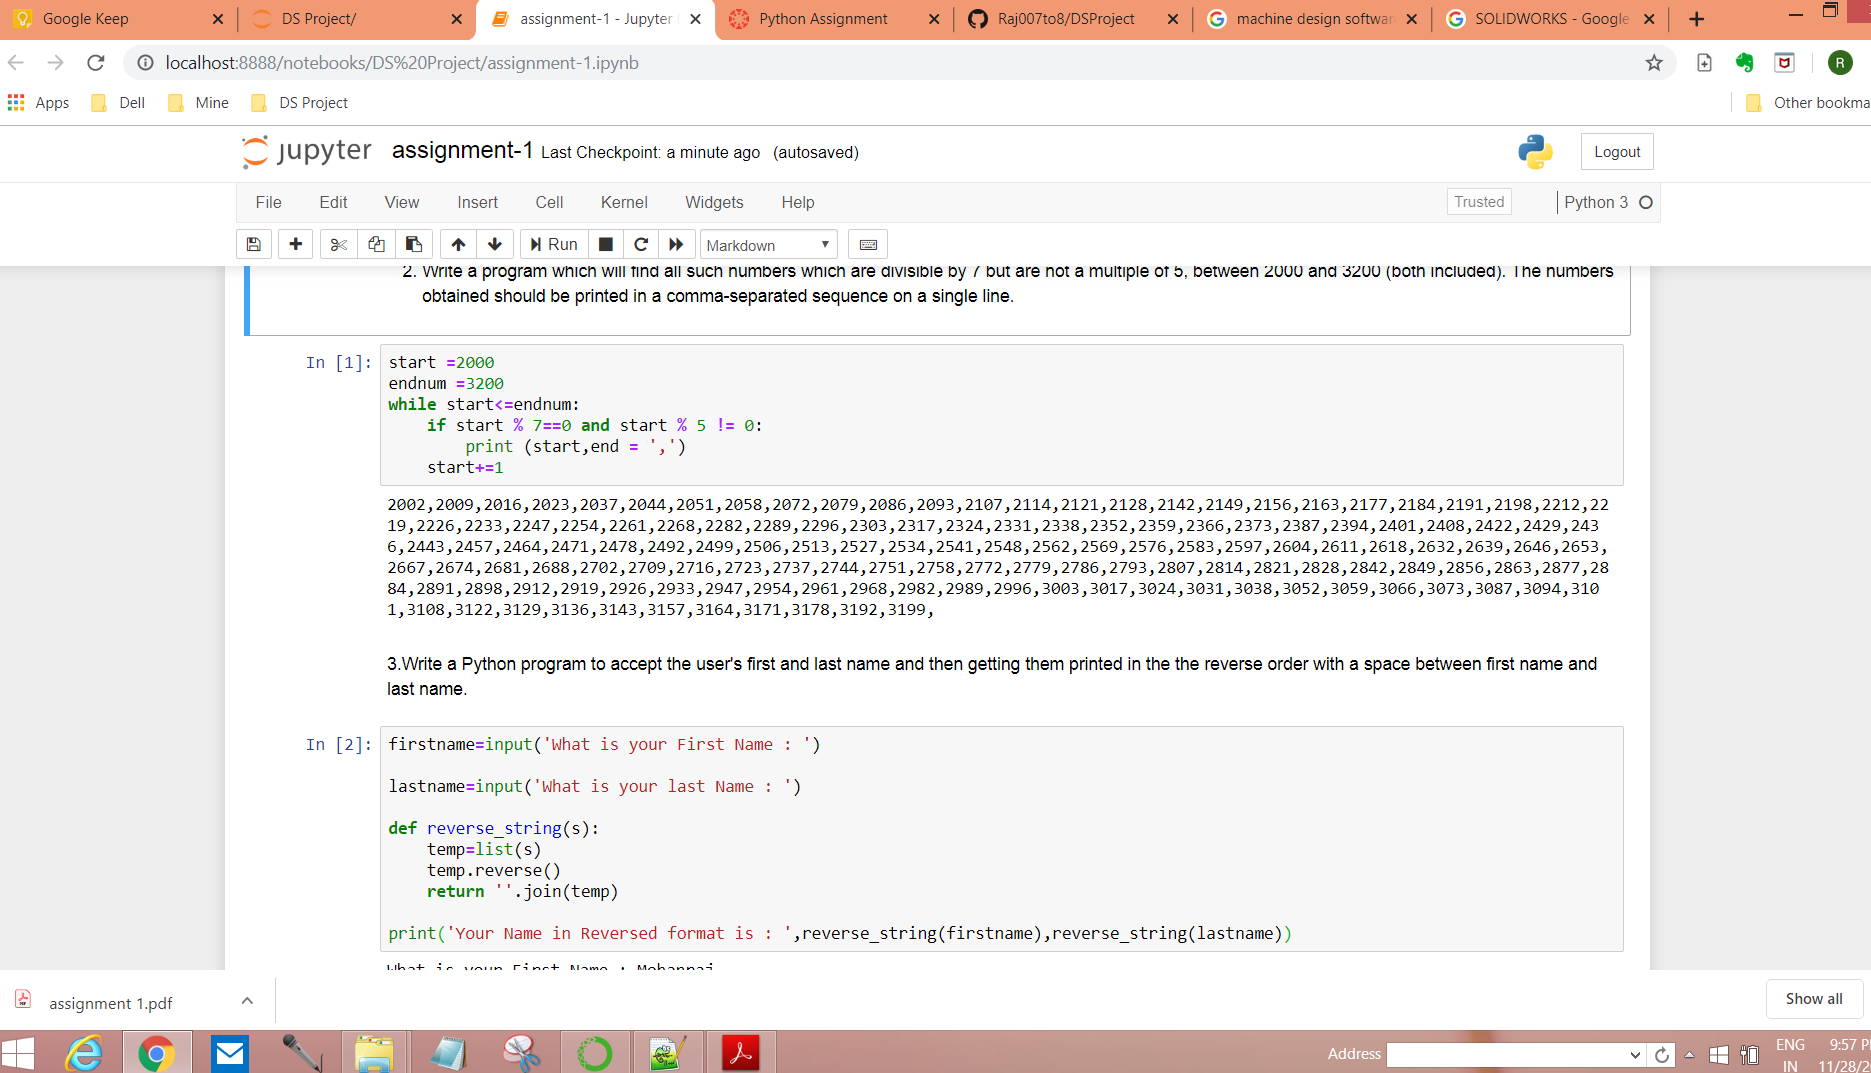 Google Keep
DS Project/
assignment-1 - Jupyter
Python Assignment
Raj007to8/DSProject
machine design softwar
SOLIDWORKS - Google
localhost:8888/notebooks/DS%20Project/assignment-1.ipynb
R
Apps
Dell
Mine
DS Project
Other bookma
jupyter
assignment-1 Last Checkpoint: a minute ago (autosaved)
Logout
File
Edit
View
Insert
Cell
Kernel
Widgets
Help
Trusted
Python 3
Run
Markdown
2. Write a program which will find all such numbers which are divisible by 7 but are not a multiple of 5, between 2000 and 3200 (both included). The numbers
obtained should be printed in a comma-separated sequence on a single line.
In [1]:
start =2000
endnum =3200
while start<=endnum:
    if start % 7==0 and start % 5 != 0:
        print (start,end = ',')
    start+=1
2002,2009,2016,2023,2037,2044,2051,2058,2072,2079,2086,2093,2107,2114,2121,2128,2142,2149,2156,2163,2177,2184,2191,2198,2212,22
19,2226,2233,2247,2254,2261,2268,2282,2289,2296,2303,2317,2324,2331,2338,2352,2359,2366,2373,2387,2394,2401,2408,2422,2429,243
6,2443,2457,2464,2471,2478,2492,2499,2506,2513,2527,2534,2541,2548,2562,2569,2576,2583,2597,2604,2611,2618,2632,2639,2646,2653,
2667,2674,2681,2688,2702,2709,2716,2723,2737,2744,2751,2758,2772,2779,2786,2793,2807,2814,2821,2828,2842,2849,2856,2863,2877,28
84,2891,2898,2912,2919,2926,2933,2947,2954,2961,2968,2982,2989,2996,3003,3017,3024,3031,3038,3052,3059,3066,3073,3087,3094,310
1,3108,3122,3129,3136,3143,3157,3164,3171,3178,3192,3199,
3.Write a Python program to accept the user's first and last name and then getting them printed in the the reverse order with a space between first name and
last name.
In [2]:
firstname=input('What is your First Name : ')
lastname=input('What is your last Name : ')
def reverse_string(s):
    temp=list(s)
    temp.reverse()
    return ''.join(temp)
print('Your Name in Reversed format is : ',reverse_string(firstname),reverse_string(lastname))
What is your First Name : Mohanraj
assignment 1.pdf
Show all
Address
ENG
IN
9:57 P
11/28/2